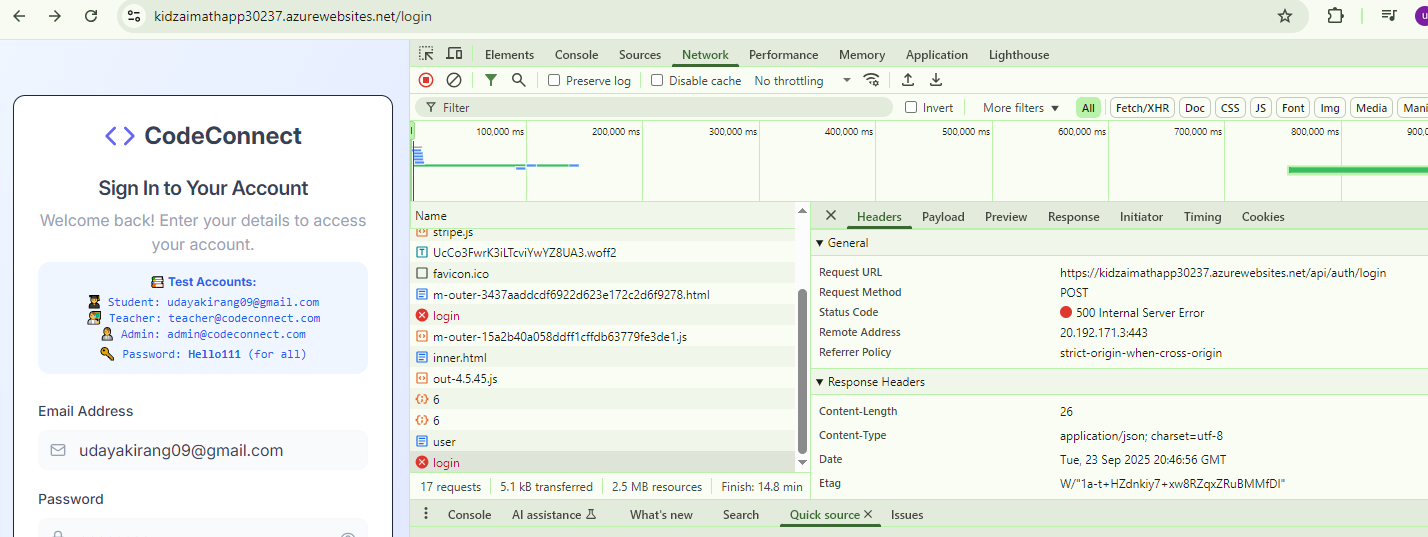 kidzaimathapp30237.azurewebsites.net/login
u
CodeConnect
Sign In to Your Account
Welcome back! Enter your details to access
your account.
Test Accounts:
Student: udayakirang09@gmail.com
Teacher: teacher@codeconnect.com
Admin: admin@codeconnect.com
Password: Hello111 (for all)
Email Address
udayakirang09@gmail.com
Password
Elements Console Sources Network Performance Memory Application Lighthouse
Preserve log Disable cache No throttling
Filter Invert More filters All Fetch/XHR Doc CSS JS Font Img Media Mani
100,000 ms 200,000 ms 300,000 ms 400,000 ms 500,000 ms 600,000 ms 700,000 ms 800,000 ms 900,
Name
stripe.js
UcCo3FwrK3iLTcviYwYZ8UA3.woff2
favicon.ico
m-outer-3437aaddcdf6922d623e172c2d6f9278.html
login
m-outer-15a2b40a058ddff1cffdb63779fe3de1.js
inner.html
out-4.5.45.js
6
6
user
login
17 requests 5.1 kB transferred 2.5 MB resources Finish: 14.8 min
Headers Payload Preview Response Initiator Timing Cookies
General
Request URL https://kidzaimathapp30237.azurewebsites.net/api/auth/login
Request Method POST
Status Code 500 Internal Server Error
Remote Address 20.192.171.3:443
Referrer Policy strict-origin-when-cross-origin
Response Headers
Content-Length 26
Content-Type application/json; charset=utf-8
Date Tue, 23 Sep 2025 20:46:56 GMT
Etag W/"1a-t+HZdnkiy7+xw8RZqxZRuBMMfDI"
Console AI assistance What's new Search Quick source Issues